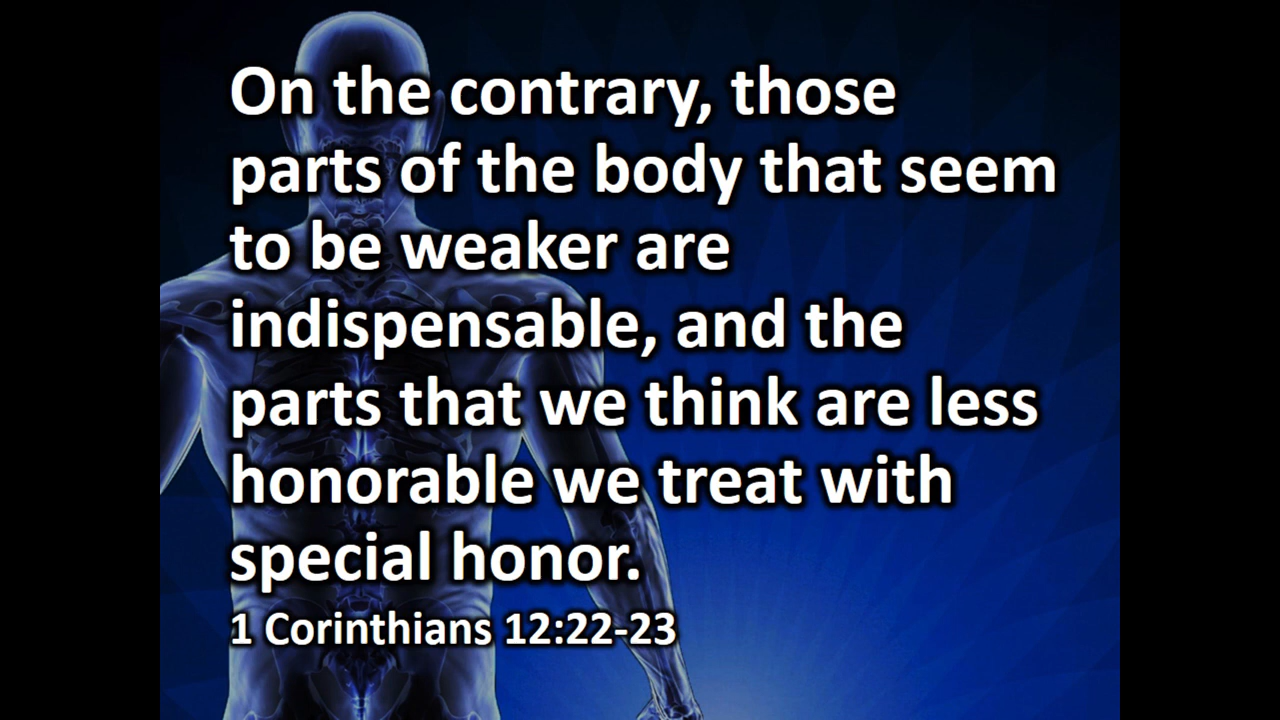 On the contrary, those
parts of the body that seem
to be weaker are
indispensable, and the
parts that we think are less
honorable we treat with
special honor.
1 Corinthians 12:22-23